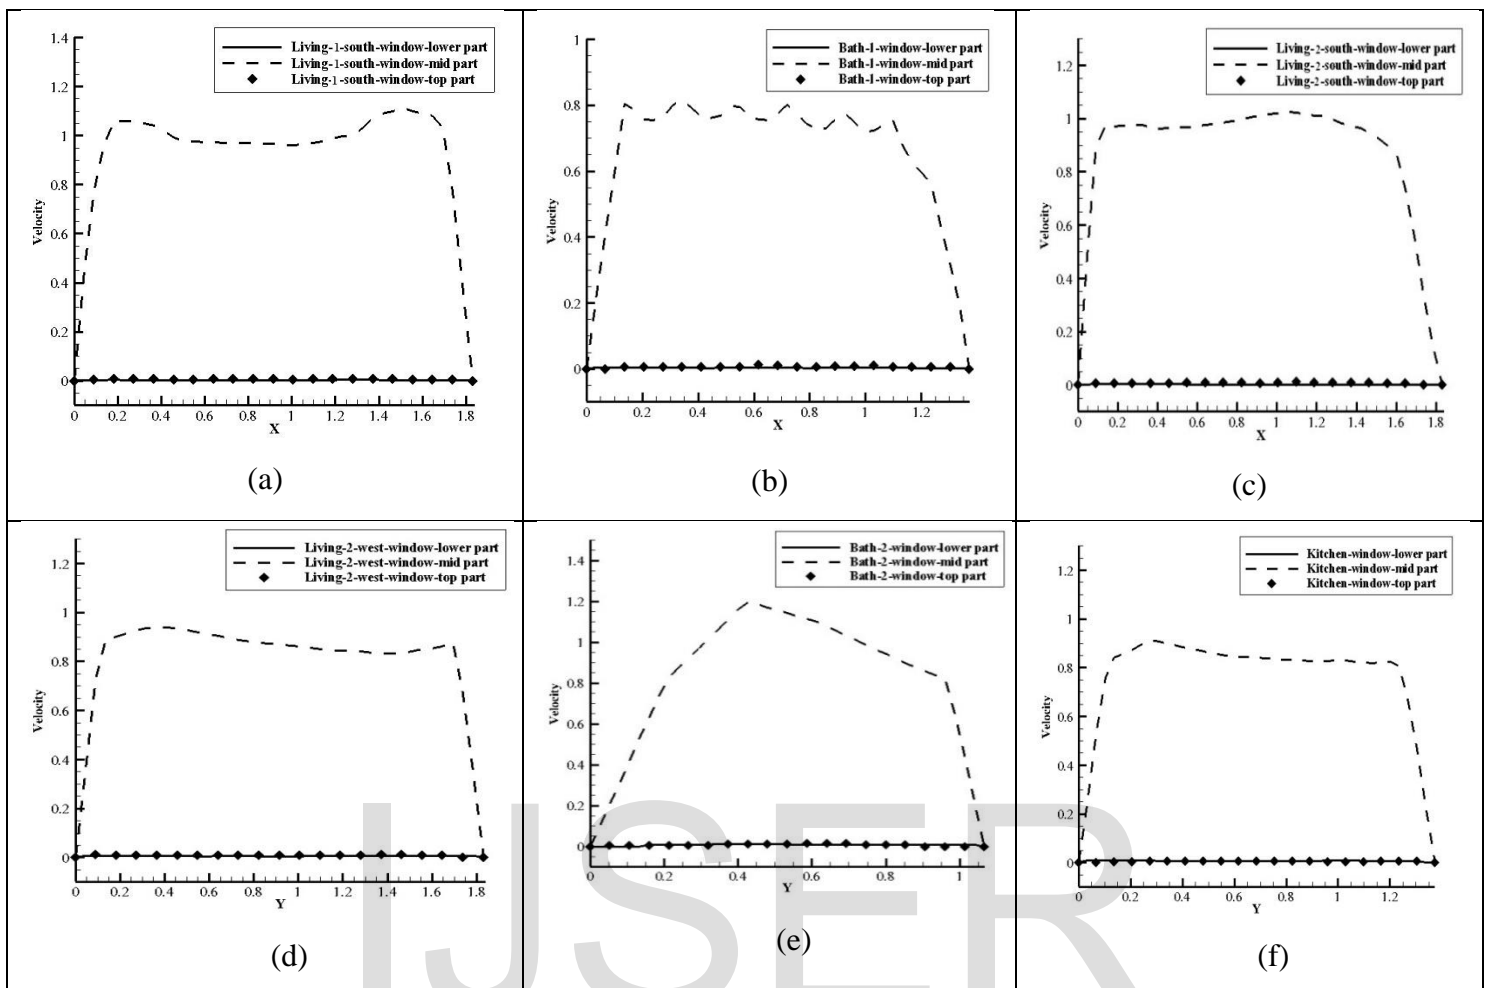 Living-1-south-window-lower part
Living-1-south-window-mid part
Living-1-south-window-top part
1.4
1.2
1
0.8
0.6
0.4
0.2
0
Velocity
0 0.2 0.4 0.6 0.8 1 1.2 1.4 1.6 1.8
X
(a)
Bath-1-window-lower part
Bath-1-window-mid part
Bath-1-window-top part
1
0.8
0.6
0.4
0.2
0
Velocity
0 0.2 0.4 0.6 0.8 1 1.2
X
(b)
Living-2-south-window-lower part
Living-2-south-window-mid part
Living-2-south-window-top part
1.2
1
0.8
0.6
0.4
0.2
0
Velocity
0 0.2 0.4 0.6 0.8 1 1.2 1.4 1.6 1.8
X
(c)
Living-2-west-window-lower part
Living-2-west-window-mid part
Living-2-west-window-top part
1.2
1
0.8
0.6
0.4
0.2
0
Velocity
0 0.2 0.4 0.6 0.8 1 1.2 1.4 1.6 1.8
Y
(d)
Bath-2-window-lower part
Bath-2-window-mid part
Bath-2-window-top part
1.4
1.2
1
0.8
0.6
0.4
0.2
0
Velocity
0 0.2 0.4 0.6 0.8 1
Y
(e)
Kitchen-window-lower part
Kitchen-window-mid part
Kitchen-window-top part
1.2
1
0.8
0.6
0.4
0.2
0
Velocity
0 0.2 0.4 0.6 0.8 1 1.2
Y
(f)
IJSER